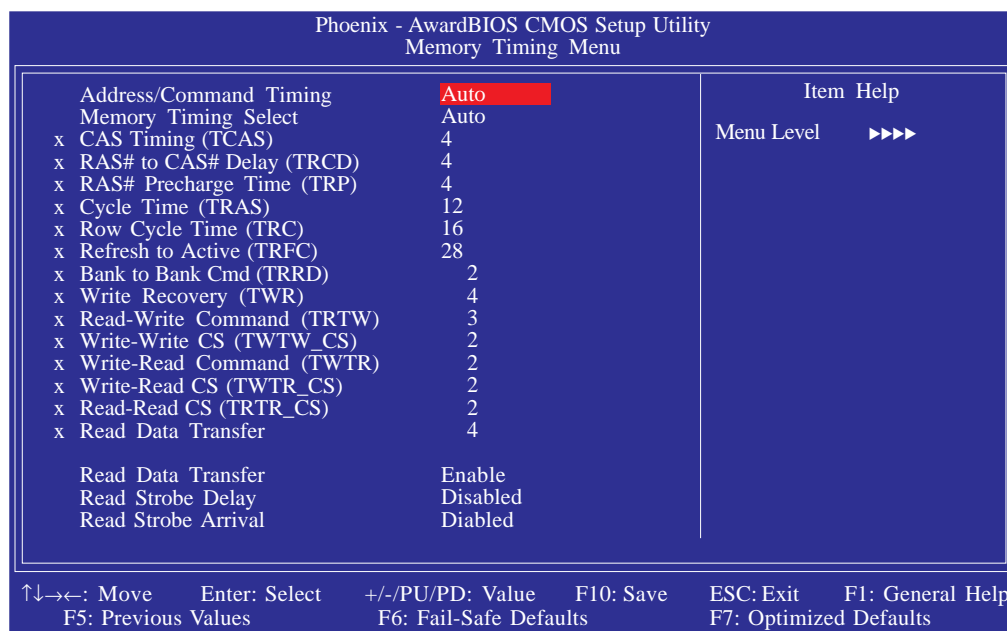 Phoenix - AwardBIOS CMOS Setup Utility
Memory Timing Menu
Address/Command Timing Auto
Memory Timing Select Auto
x CAS Timing (TCAS) 4
x RAS# to CAS# Delay (TRCD) 4
x RAS# Precharge Time (TRP) 4
x Cycle Time (TRAS) 12
x Row Cycle Time (TRC) 16
x Refresh to Active (TRFC) 28
x Bank to Bank Cmd (TRRD) 2
x Write Recovery (TWR) 4
x Read-Write Command (TRTW) 3
x Write-Write CS (TWTW_CS) 2
x Write-Read Command (TWTR) 2
x Write-Read CS (TWTR_CS) 2
x Read-Read CS (TRTR_CS) 2
x Read Data Transfer 4
Read Data Transfer Enable
Read Strobe Delay Disabled
Read Strobe Arrival Diabled
Item Help
Menu Level ►►►►
↑↓→←: Move Enter: Select +/-/PU/PD: Value F10: Save ESC: Exit F1: General Help
F5: Previous Values F6: Fail-Safe Defaults F7: Optimized Defaults